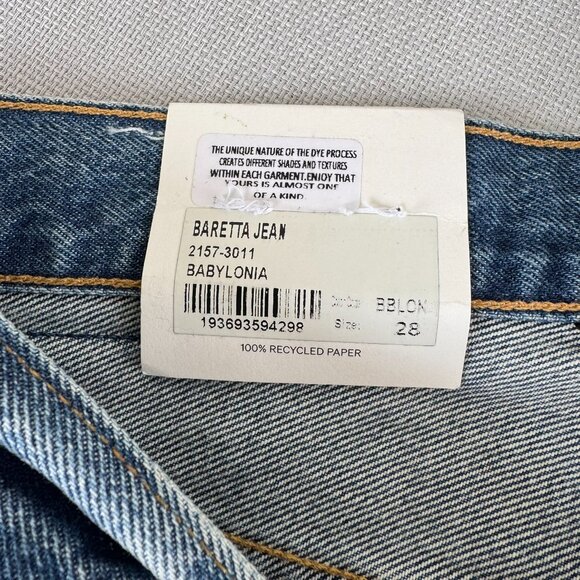 THE UNIQUE NATURE OF THE DYE PROCESS
CREATES DIFFERENT SHADES AND TEXTURES
WITHIN EACH GARMENT.ENJOY THAT
YOURS IS ALMOST ONE
OF A KIND.
BARETTA JEAN
2157-3011
BABYLONIA
BBLON
193693594298
Size: 28
100% RECYCLED PAPER